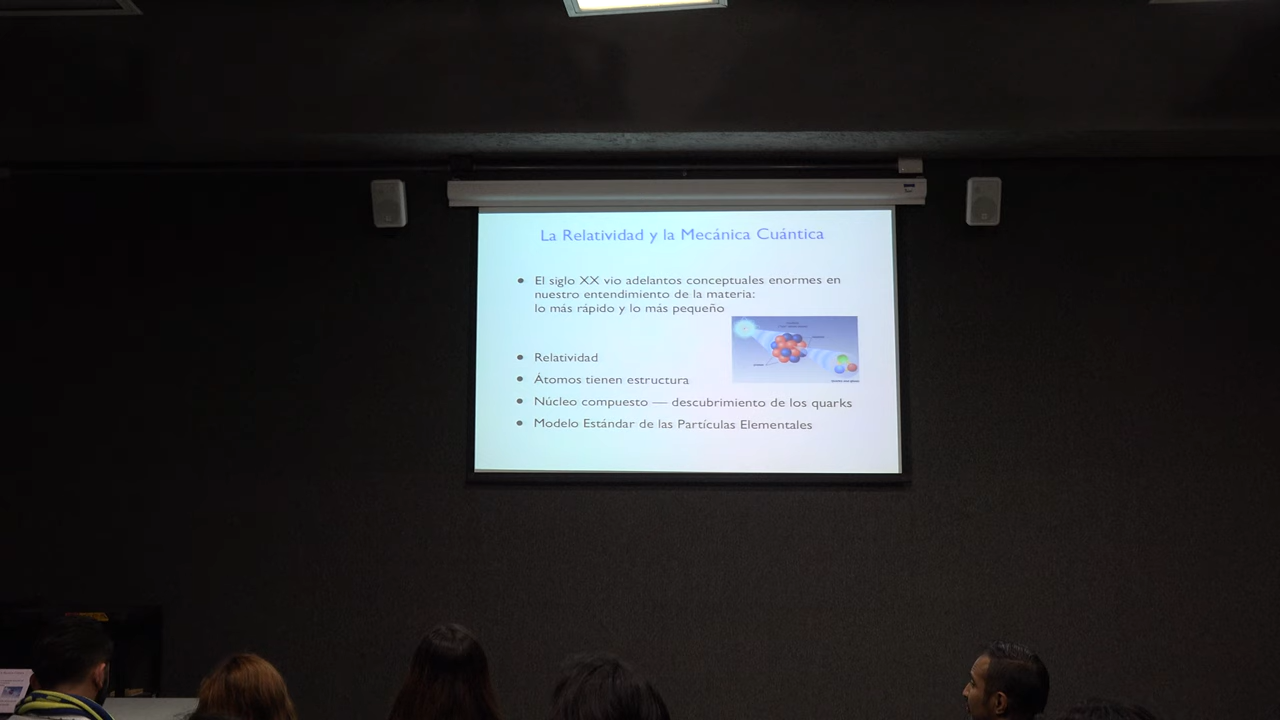 La Relatividad y la Mecánica Cuántica
• El siglo XX vio adelantos conceptuales enormes en
nuestro entendimiento de la materia:
lo más rápido y lo más pequeño
• Relatividad
• Átomos tienen estructura
• Núcleo compuesto — descubrimiento de los quarks
• Modelo Estándar de las Partículas Elementales